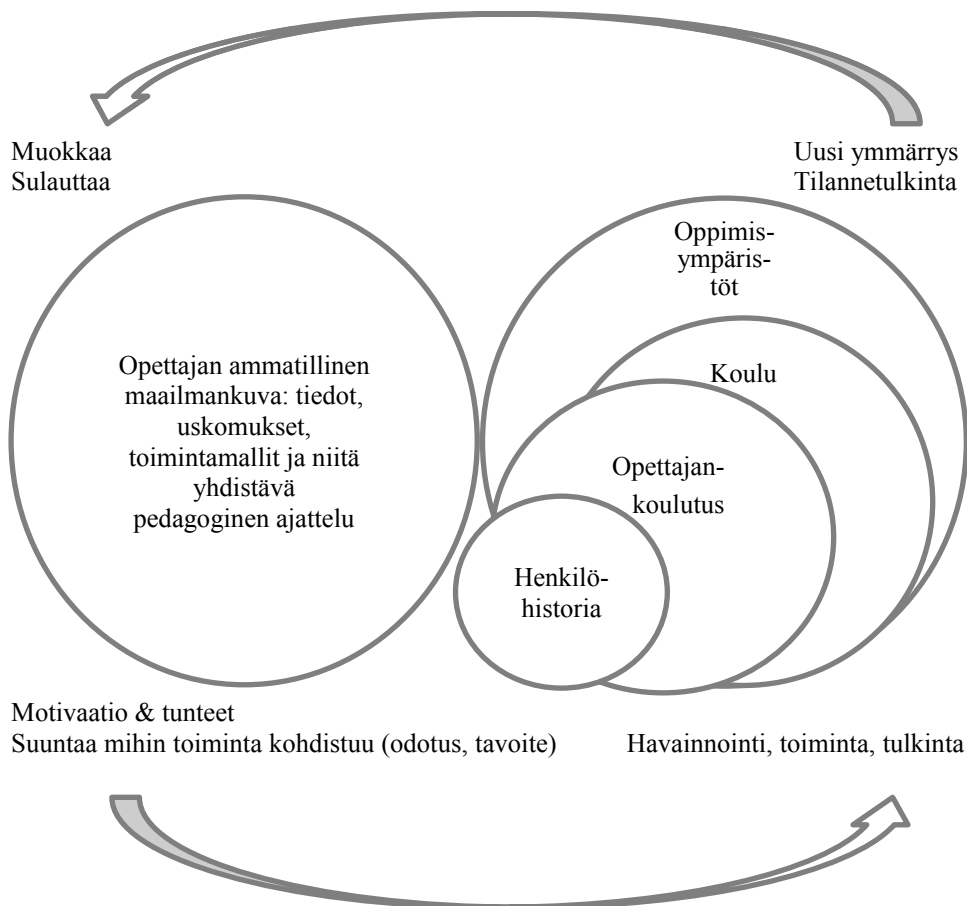 Muokkaa
Sulauttaa
Uusi ymmärrys
Tilannetulkinta
Opettajan ammatillinen
maailmankuva: tiedot,
uskomukset,
toimintamallit ja niitä
yhdistävä
pedagoginen ajattelu
Oppimis-
ympäris-
töt
Koulu
Opettajan-
koulutus
Henkilö-
historia
Motivaatio & tunteet
Suuntaa mihin toiminta kohdistuu (odotus, tavoite)
Havainnointi, toiminta, tulkinta